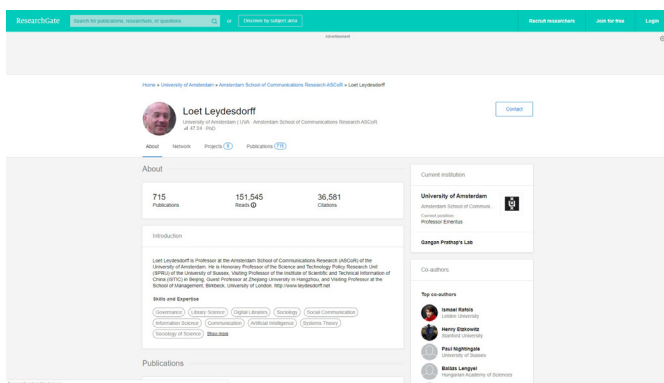 ResearchGate
Search for publications, researchers, or questions
or
Discover by subject area
Recruit researchers
Join for free
Login
Advertisement
Home » University of Amsterdam » Amsterdam School of Communications Research ASCoR » Loet Leydesdorff
Loet Leydesdorff
University of Amsterdam | UVA · Amsterdam School of Communications Research ASCoR
47.24 · PhD
Contact
About
Network
Projects 8
Publications 715
About
715
Publications
151,545
Reads
36,581
Citations
Introduction
Loet Leydesdorff is Professor at the Amsterdam School of Communications Research (ASCoR) of the
University of Amsterdam. He is Honorary Professor of the Science and Technology Policy Research Unit
(SPRU) of the University of Sussex, Visiting Professor of the Institute of Scientific and Technical Information of
China (ISTIC) in Beijing, Guest Professor at Zhejiang University in Hangzhou, and Visiting Professor at the
School of Management, Birkbeck, University of London. http://www.leydesdorff.net
Skills and Expertise
Governance
Library Science
Digital Libraries
Sociology
Social Communication
Information Science
Communication
Artificial Intelligence
Systems Theory
Sociology of Science
Show more
Publications
Current institution
University of Amsterdam
Amsterdam School of Communi...
Current position
Professor Emeritus
Gangan Prathap's Lab
Co-authors
Top co-authors
Ismael Rafols
London University
Henry Etzkowitz
Stanford University
Paul Nightingale
University of Sussex
Balázs Lengyel
Hungarian Academy of Sciences